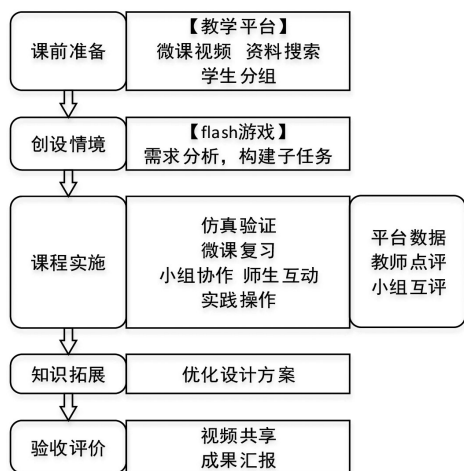 课前准备
【教学平台】
微课视频 资料搜索
学生分组
创设情境
【flash游戏】
需求分析，构建子任务
课程实施
仿真验证
微课复习
小组协作 师生互动
实践操作
平台数据
教师点评
小组互评
知识拓展
优化设计方案
验收评价
视频共享
成果汇报